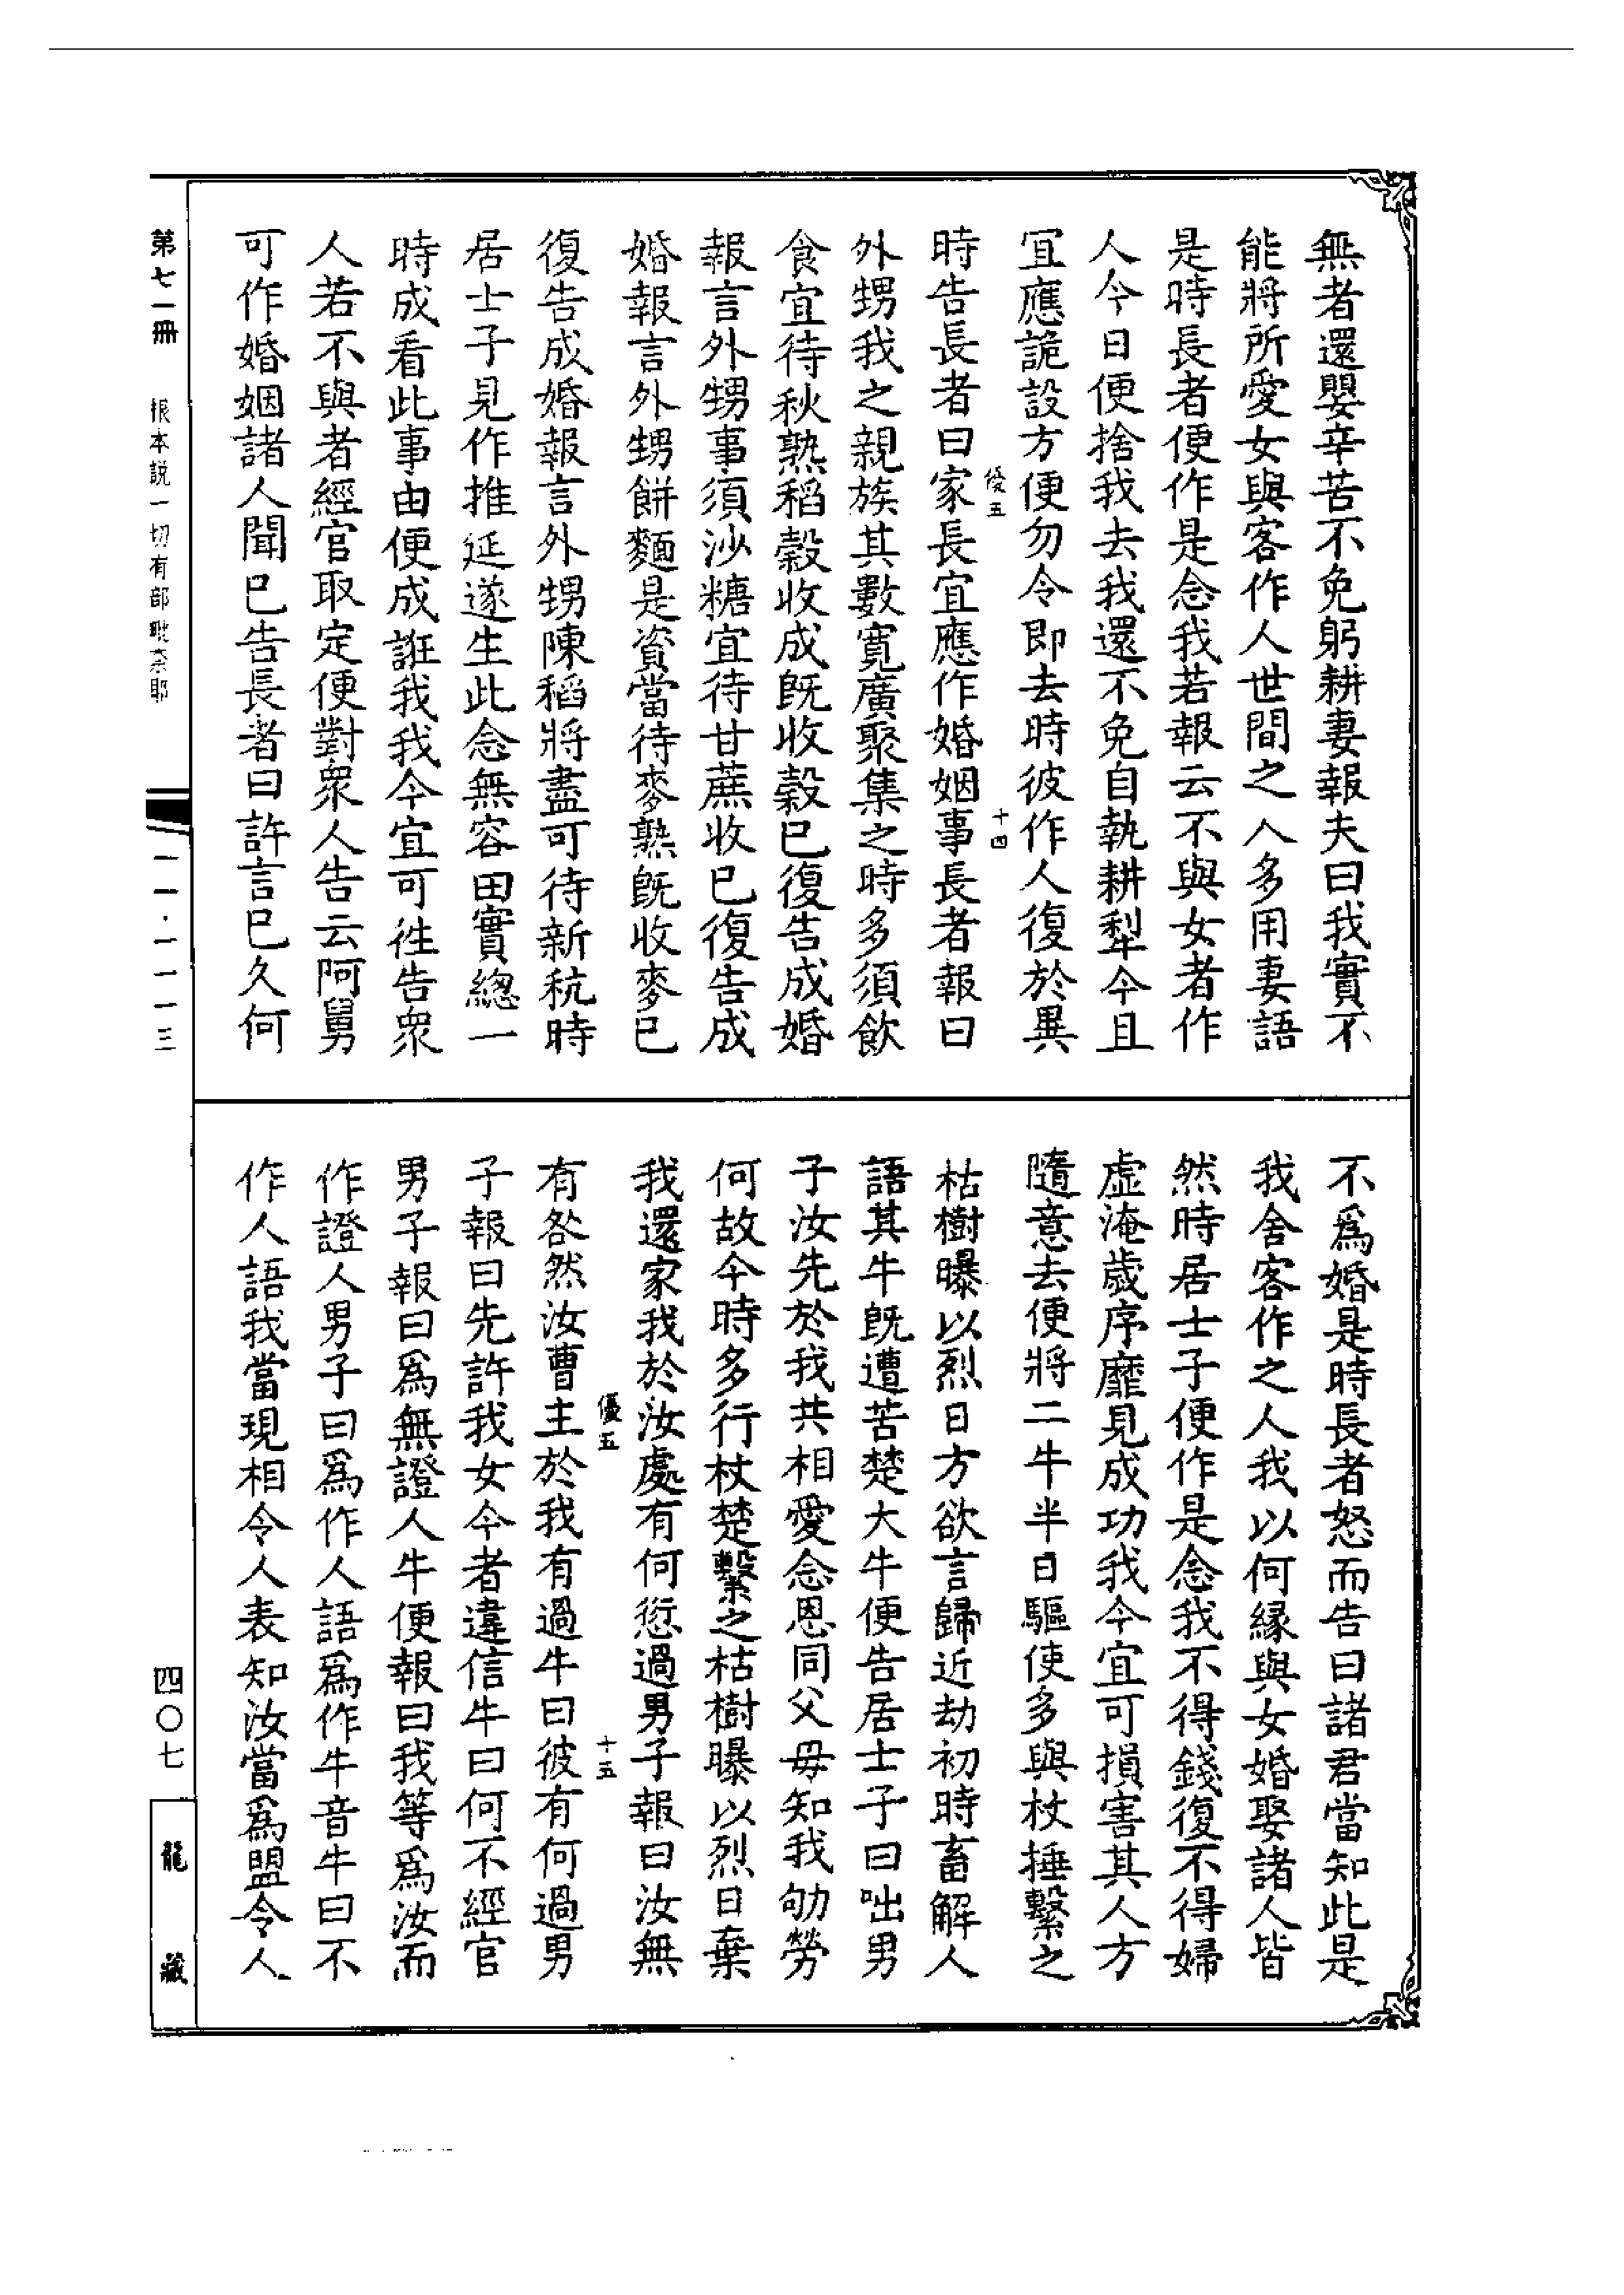 無者還嬰辛苦不免躬耕妻報夫曰我實不
能將所愛女與客作人世間之人多用妻語
是時長者便作是念我若報云不與女者作
人今日便捨我去我還不免自執耕犁今且
宜應詭設方便勿令即去時彼作人復於異
優五
十四
時告長者曰家長宜應作婚姻事長者報曰
外甥我之親族其數寬廣聚集之時多須飲
食宜待秋熟稻穀收成既收穀已復告成婚
報言外甥事須沙糖宜待甘蔗收已復告成
婚報言外甥餅麵是資當待麥熟既收麥已
復告成婚報言外甥陳稻將盡可待新秔時
居士子見作推延遂生此念無容田實總一
時成看此事由便成誑我我今宜可往告眾
人若不與者經官取定便對眾人告云阿舅
可作婚姻諸人聞已告長者曰許言已久何
不為婚是時長者怒而告曰諸君當知此是
我舍客作之人我以何緣與女婚娶諸人皆
然時居士子便作是念我不得錢復不得婦
虛淹歲序靡見成功我今宜可損害其人方
隨意去便將二牛半日驅使多與杖捶繫之
枯樹曝以烈日方欲言歸近劫初時畜解人
語其牛既遭苦楚大牛便告居士子曰咄男
子汝先於我共相愛念恩同父母知我劬勞
何故今時多行杖楚繫之枯樹曝以烈日棄
我還家我於汝處有何愆過男子報曰汝無
優五
十五
有咎然汝曹主於我有過牛曰彼有何過男
子報曰先許我女今者違信牛曰何不經官
男子報曰為無證人牛便報曰我等為汝而
作證人男子曰為作人語為作牛音牛曰不
作人語我當現相令人表知汝當為盟令人
第七一冊
根本說一切有部毗奈耶
一一·一一一三
四〇七
龍藏